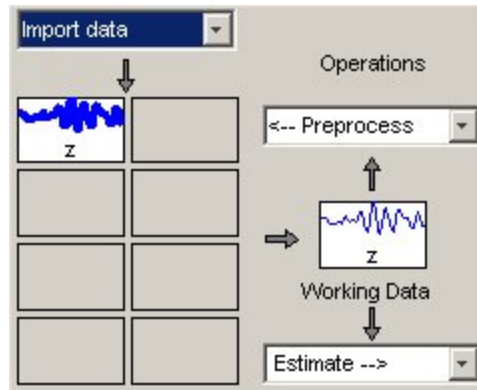 Import data
Operations
z
<-- Preprocess
z
Working Data
Estimate -->